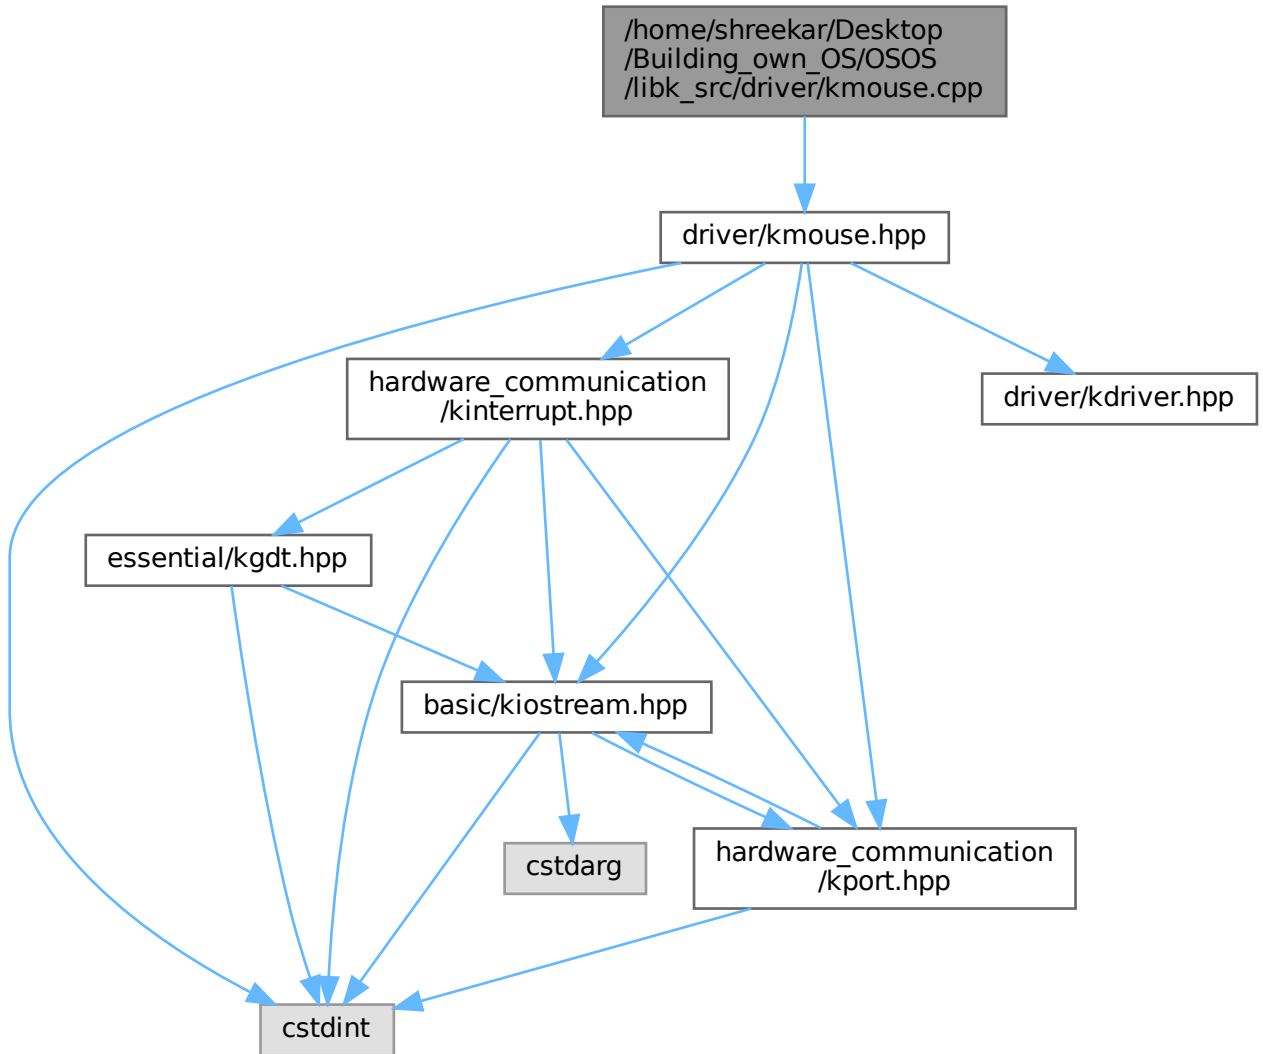 /home/shreekar/Desktop
/Building_own_OS/OSOS
/libk_src/driver/kmouse.cpp
driver/kmouse.hpp
hardware_communication
/kinterrupt.hpp
driver/kdriver.hpp
essential/kgdt.hpp
basic/kiostream.hpp
cstdarg
hardware_communication
/kport.hpp
cstdint